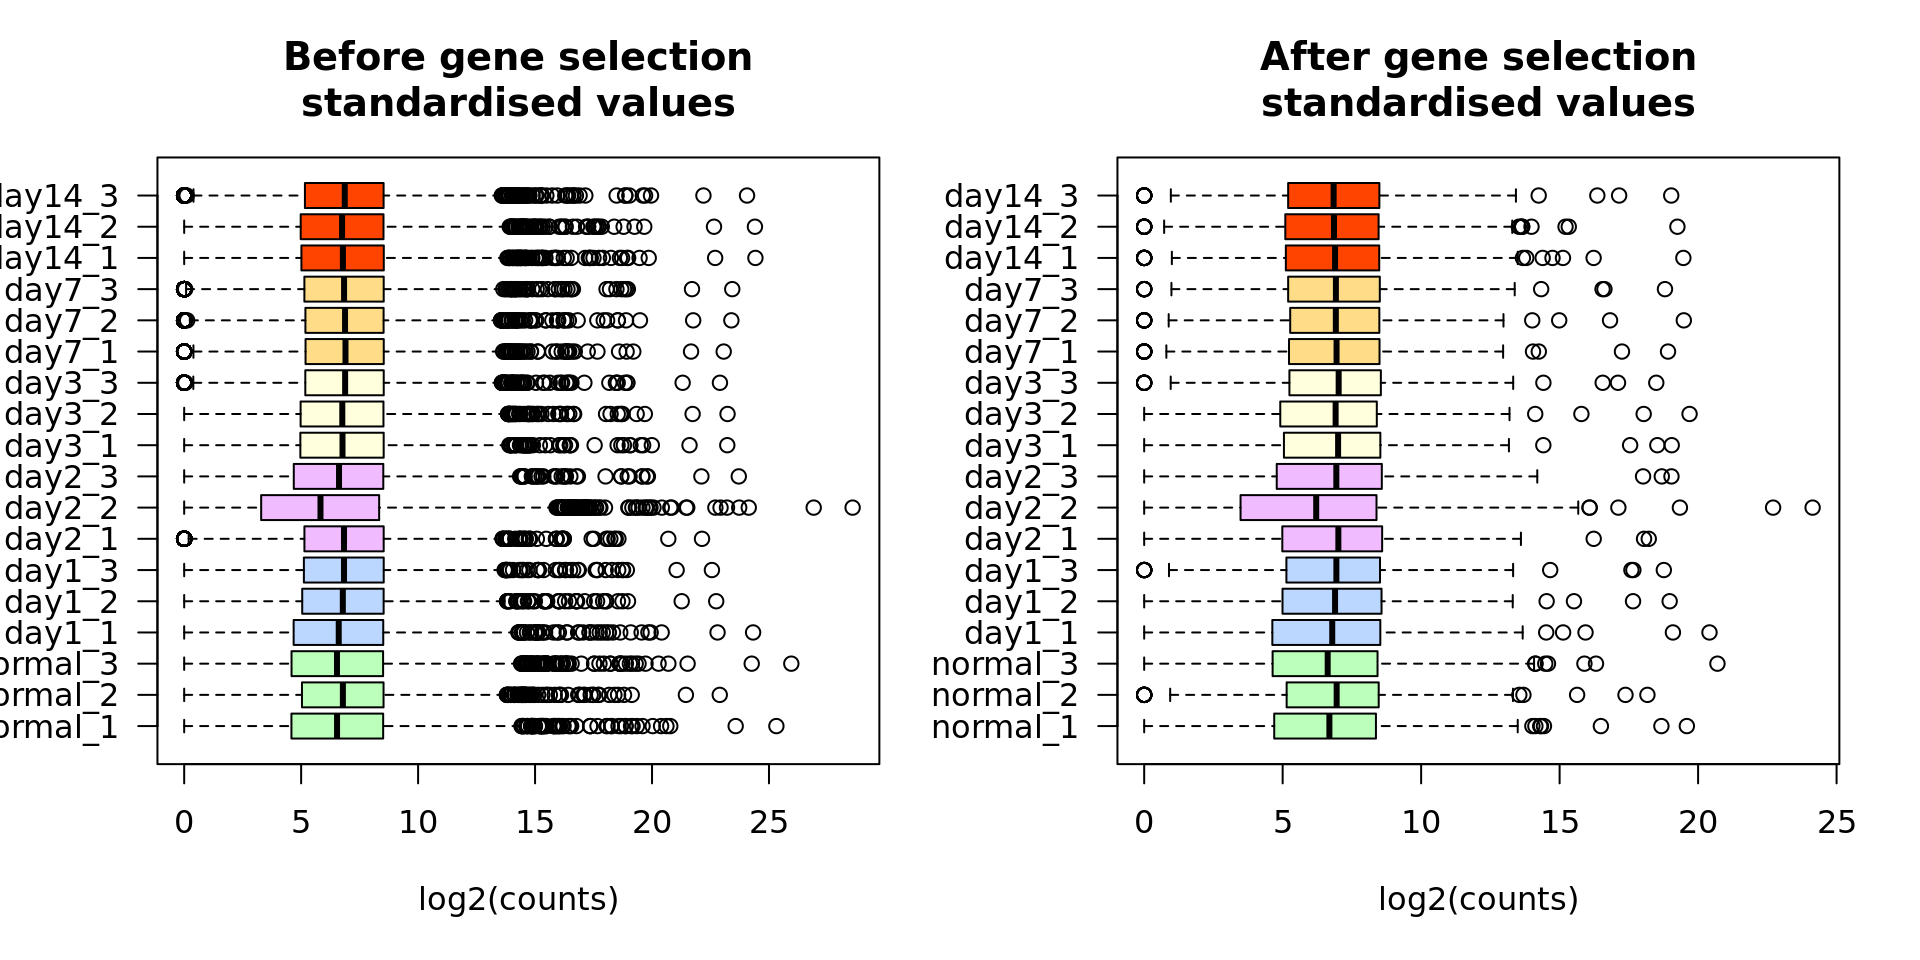 Before gene selection
standardised values
day14_3
day14_2
day14_1
day7_3
day7_2
day7_1
day3_3
day3_2
day3_1
day2_3
day2_2
day2_1
day1_3
day1_2
day1_1
ormal_3
ormal_2
ormal_1
0 5 10 15 20 25
log2(counts)
After gene selection
standardised values
day14_3
day14_2
day14_1
day7_3
day7_2
day7_1
day3_3
day3_2
day3_1
day2_3
day2_2
day2_1
day1_3
day1_2
day1_1
normal_3
normal_2
normal_1
0 5 10 15 20 25
log2(counts)